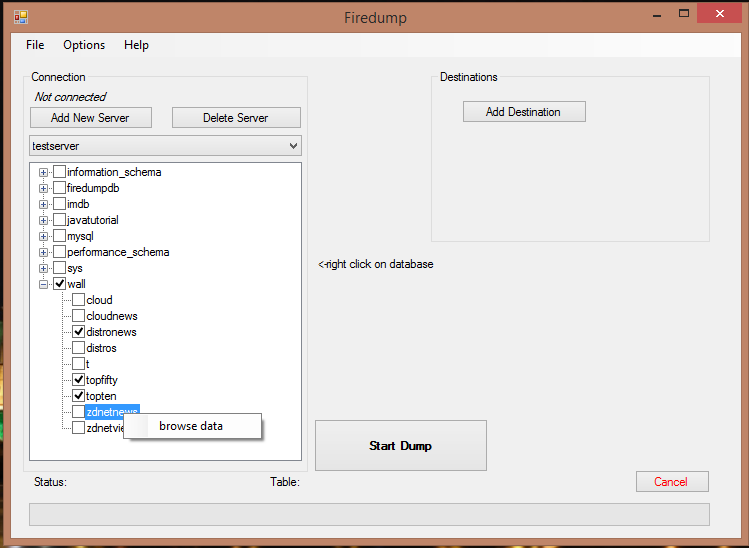 Firedump
File Options Help
Connection
Not connected
Add New Server Delete Server
testserver
information_schema
firedumpdb
imdb
javatutorial
mysql
performance_schema
sys
wall
cloud
cloudnews
distronews
distros
t
topfifty
topten
zdnetnews
browse data
Destinations
Add Destination
<-right click on database
Start Dump
Status: Table:
Cancel